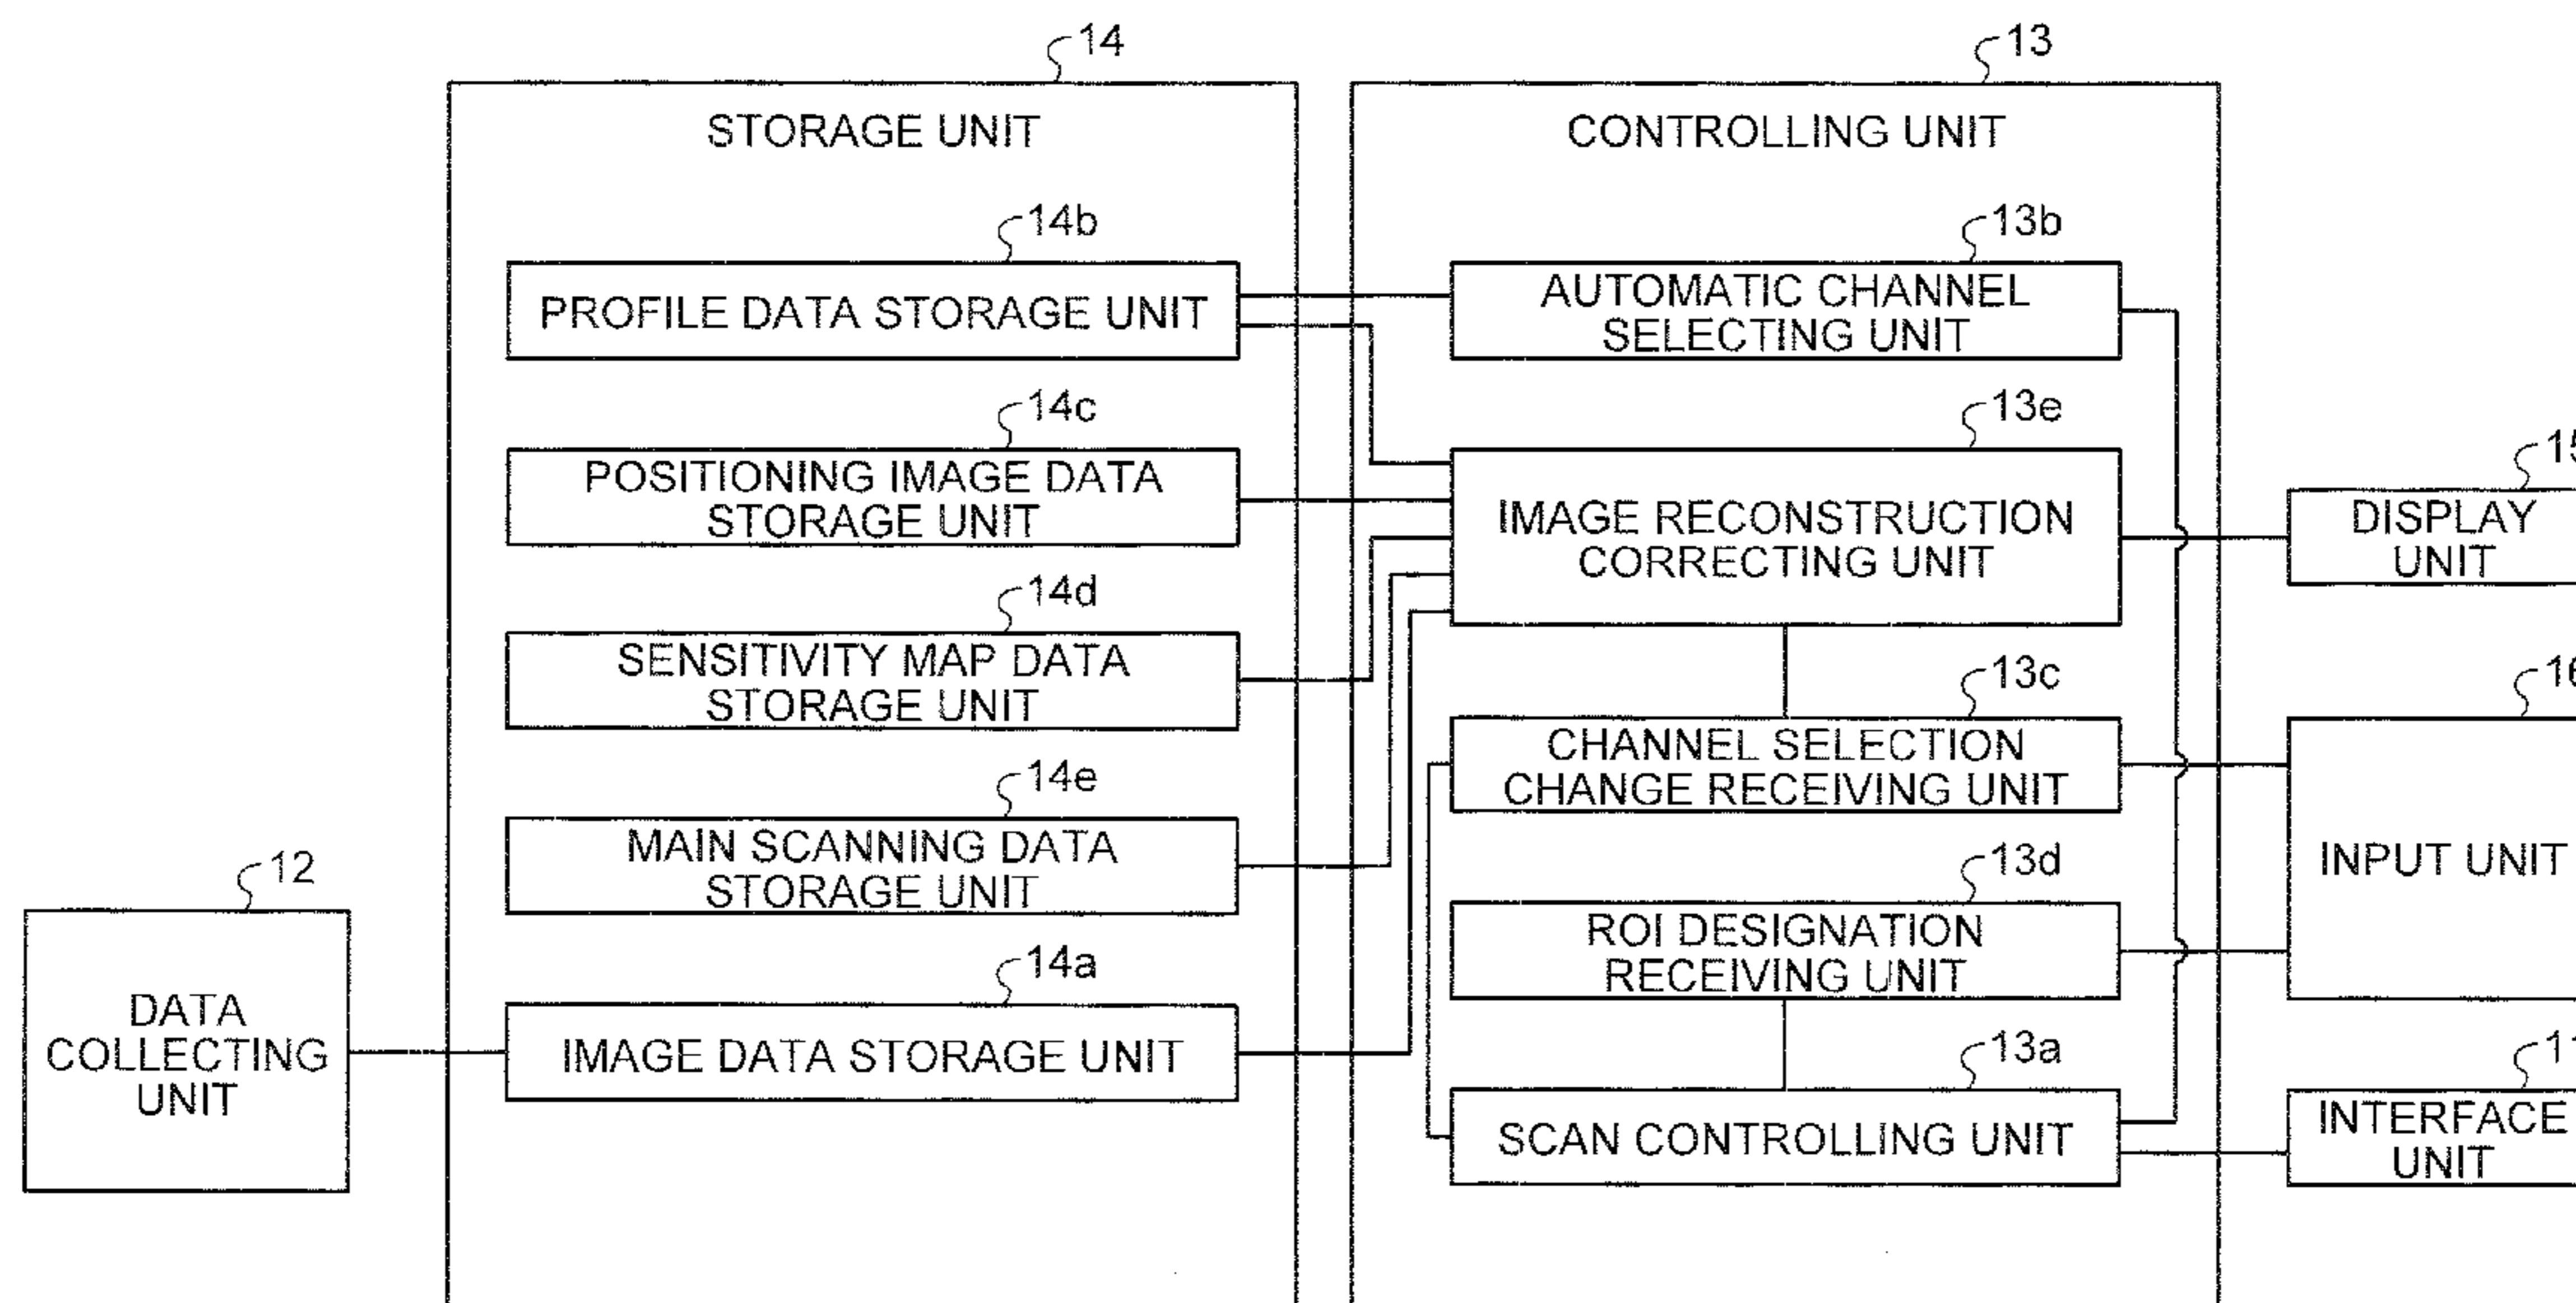 14
STORAGE UNIT
14b
PROFILE DATA STORAGE UNIT
14c
POSITIONING IMAGE DATA
STORAGE UNIT
14d
SENSITIVITY MAP DATA
STORAGE UNIT
14e
MAIN SCANNING DATA
STORAGE UNIT
14a
IMAGE DATA STORAGE UNIT
12
DATA
COLLECTING
UNIT
13
CONTROLLING UNIT
13b
AUTOMATIC CHANNEL
SELECTING UNIT
13e
IMAGE RECONSTRUCTION
CORRECTING UNIT
13c
CHANNEL SELECTION
CHANGE RECEIVING UNIT
13d
ROI DESIGNATION
RECEIVING UNIT
13a
SCAN CONTROLLING UNIT
15
DISPLAY
UNIT
16
INPUT UNIT
11
INTERFACE
UNIT